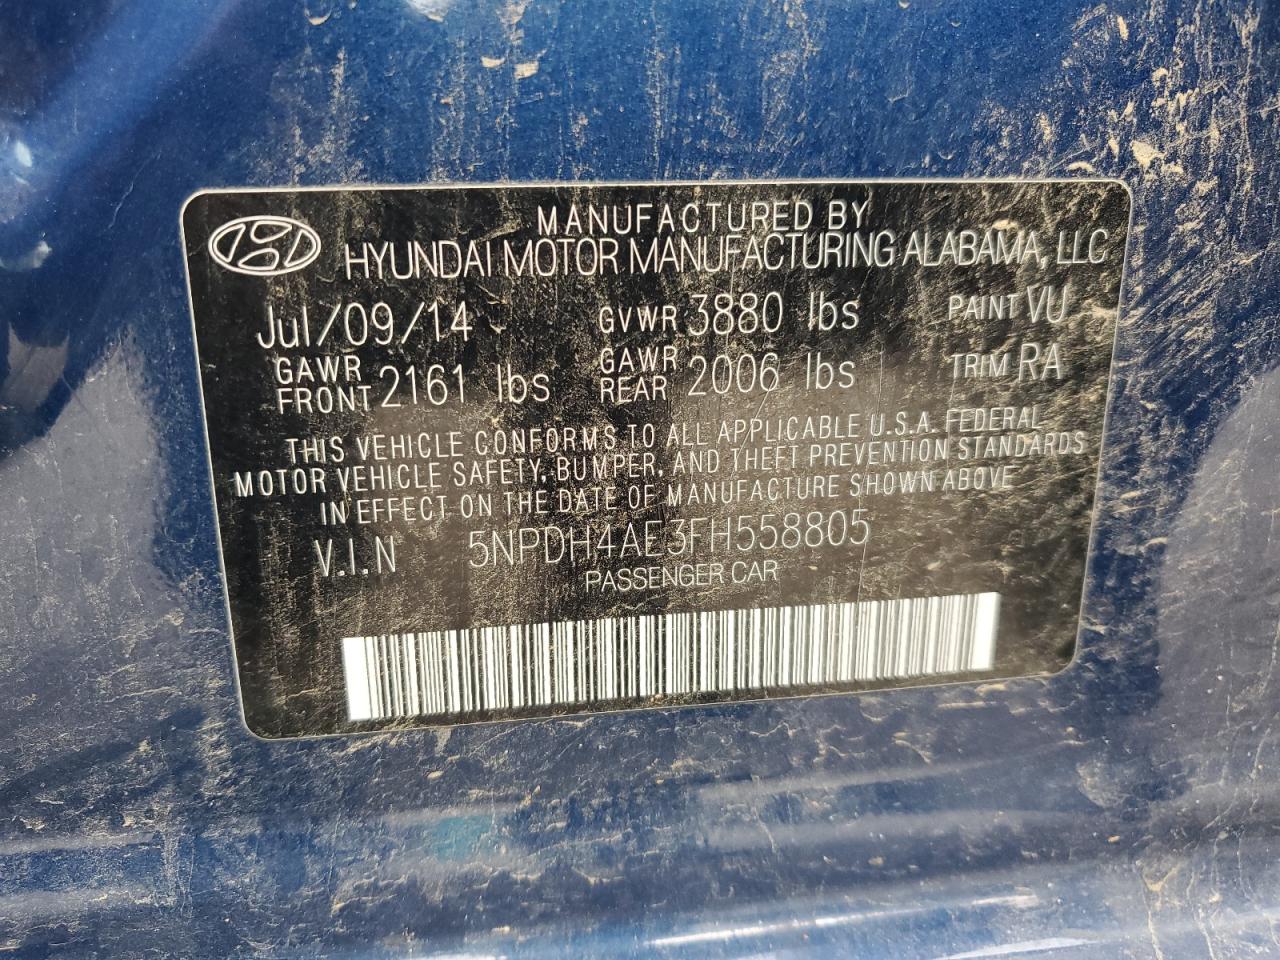 MANUFACTURED BY
HYUNDAI MOTOR MANUFACTURING ALABAMA, LLC
Jul/09/14 GVWR 3880 lbs PAINT VU
GAWR FRONT 2161 lbs GAWR REAR 2006 lbs TRIM RA
THIS VEHICLE CONFORMS TO ALL APPLICABLE U.S.A. FEDERAL
MOTOR VEHICLE SAFETY, BUMPER, AND THEFT PREVENTION STANDARDS
IN EFFECT ON THE DATE OF MANUFACTURE SHOWN ABOVE
V.I.N 5NPDH4AE3FH558805
PASSENGER CAR